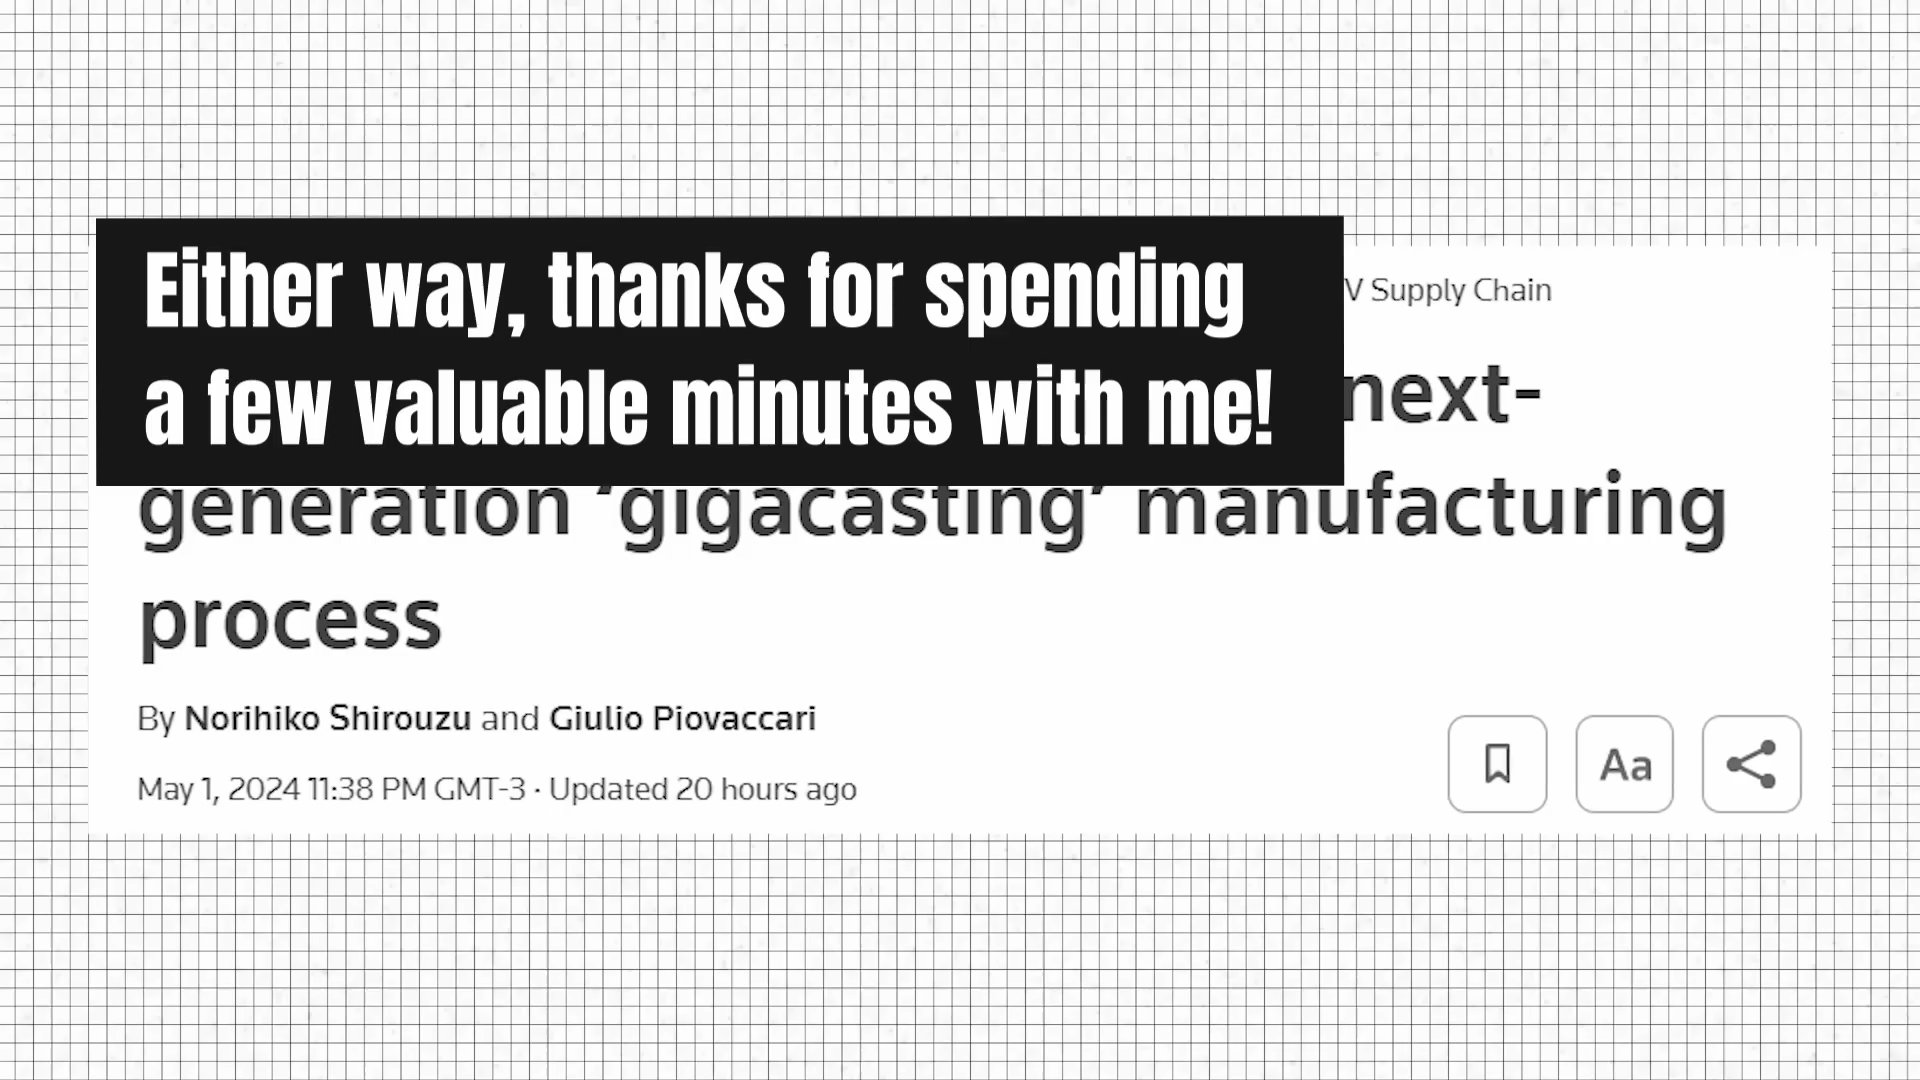 Either way, thanks for spending
a few valuable minutes with me!
V Supply Chain
next-
generation ‘gigacasting’ manufacturing
process
By Norihiko Shirouzu and Giulio Piovaccari
May 1, 2024 11:38 PM GMT-3 · Updated 20 hours ago
Aa